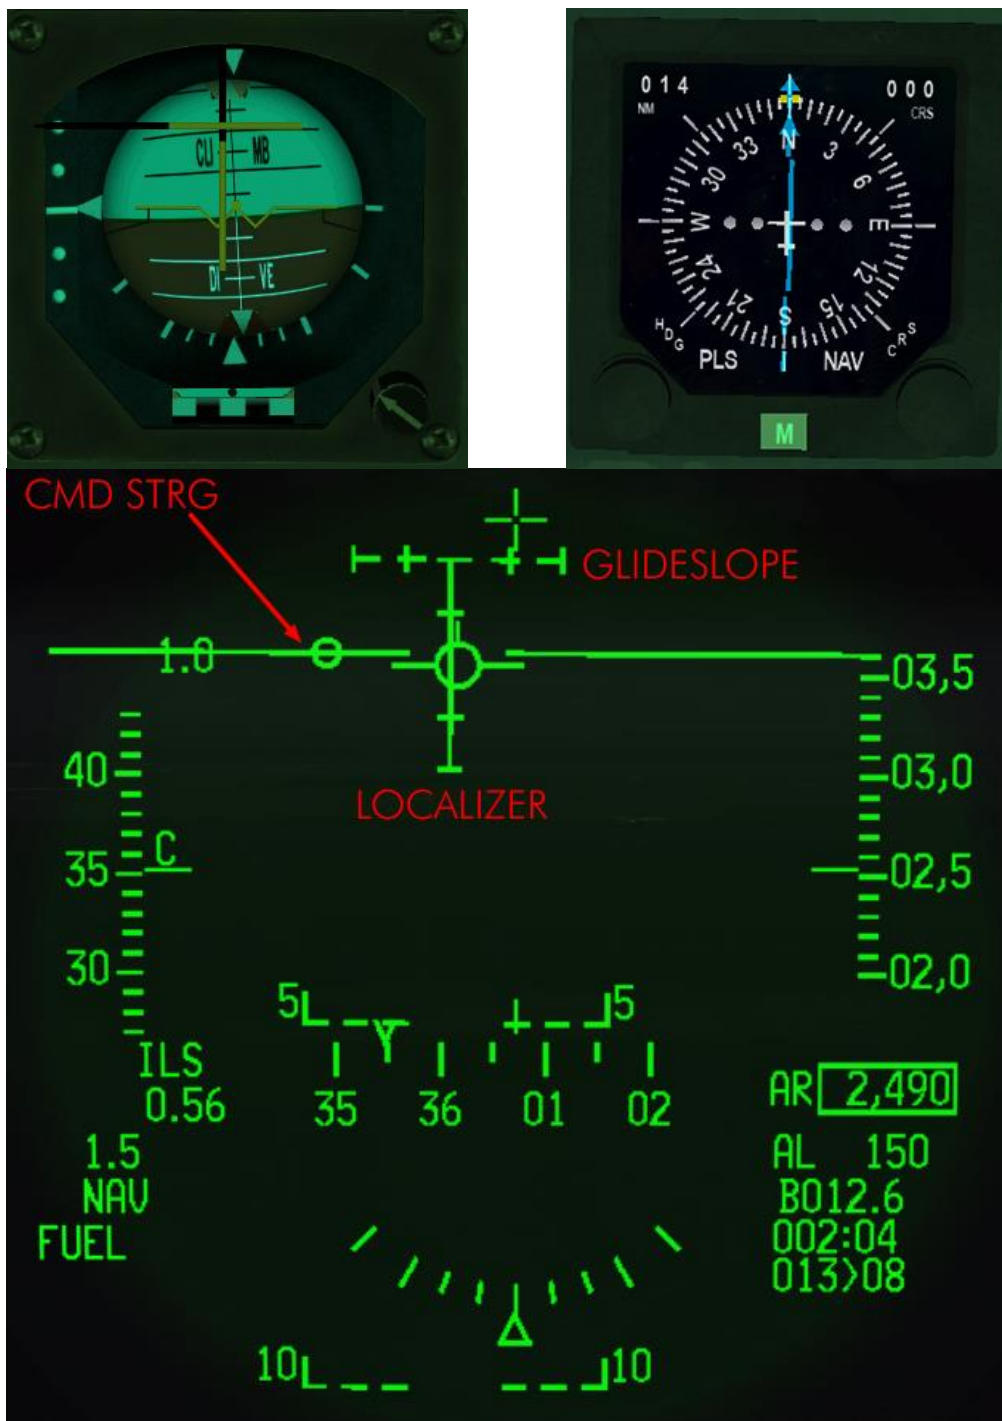 CLI MB
DI VE
014
NM
000
CRS
N
3
6
E
12
15
S
21
24
W
30
33
HDG
PLS
NAV
CRS
M
CMD STRG
GLIDESLOPE
1.0
03,5
LOCALIZER
40
03,0
C
35
02,5
30
02,0
5
5
ILS
0.56
35
36
01
02
AR 2,490
1.5
AL 150
NAV
BO12.6
FUEL
002:04
013>08
10
10